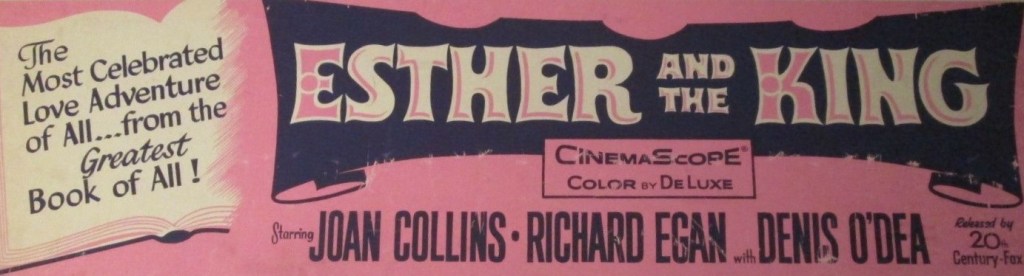 The
Most Celebrated
Love Adventure
of All...from the
Greatest
Book of All!
ESTHER AND THE KING
CINEMASCOPE®
COLOR BY DE LUXE
Starring JOAN COLLINS • RICHARD EGAN with DENIS O'DEA
Released by
20th
Century-Fox